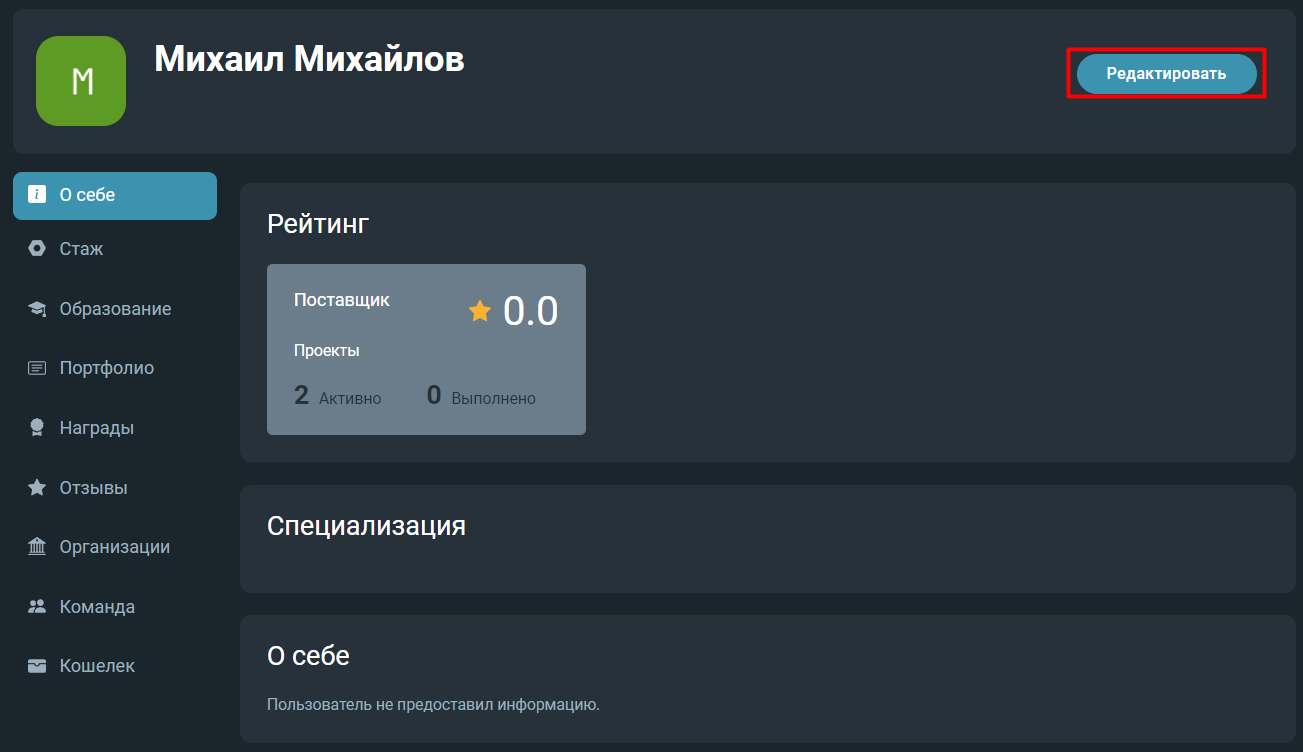 М
Михаил Михайлов
Редактировать
О себе
Стаж
Образование
Портфолио
Награды
Отзывы
Организации
Команда
Кошелек
Рейтинг
Поставщик
0.0
Проекты
2 Активно 0 Выполнено
Специализация
О себе
Пользователь не предоставил информацию.